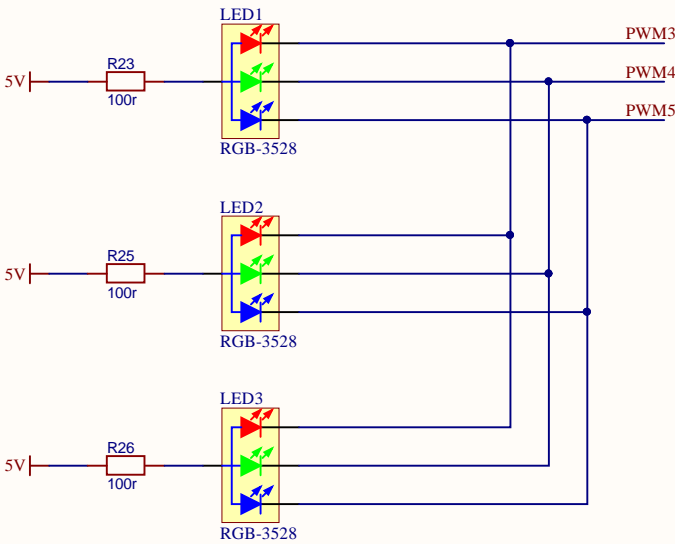 LED1
PWM3
R23
5V
PWM4
100r
PWM5
RGB-3528
LED2
R25
5V
100r
RGB-3528
LED3
R26
5V
100r
RGB-3528